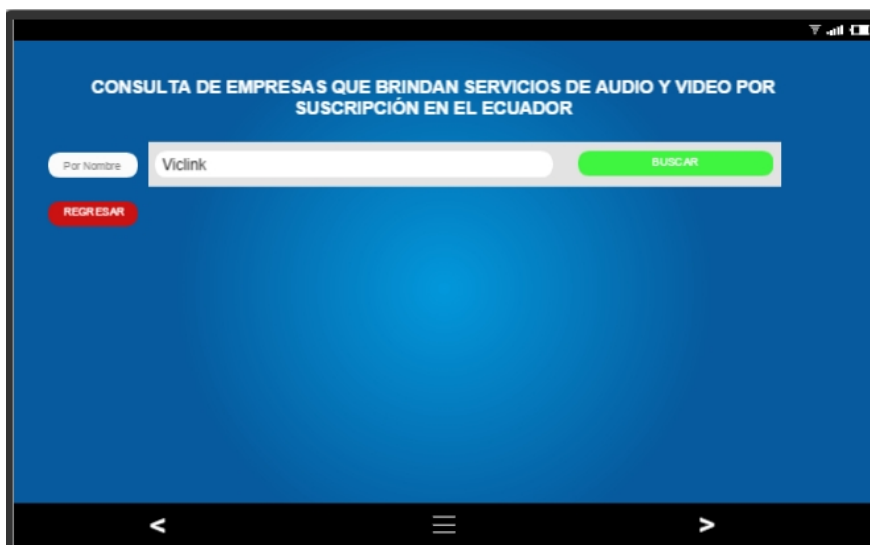 CONSULTA DE EMPRESAS QUE BRINDAN SERVICIOS DE AUDIO Y VIDEO POR
SUSCRIPCIÓN EN EL ECUADOR
Por Nombre
Viclink
BUSCAR
REGRESAR
<
>